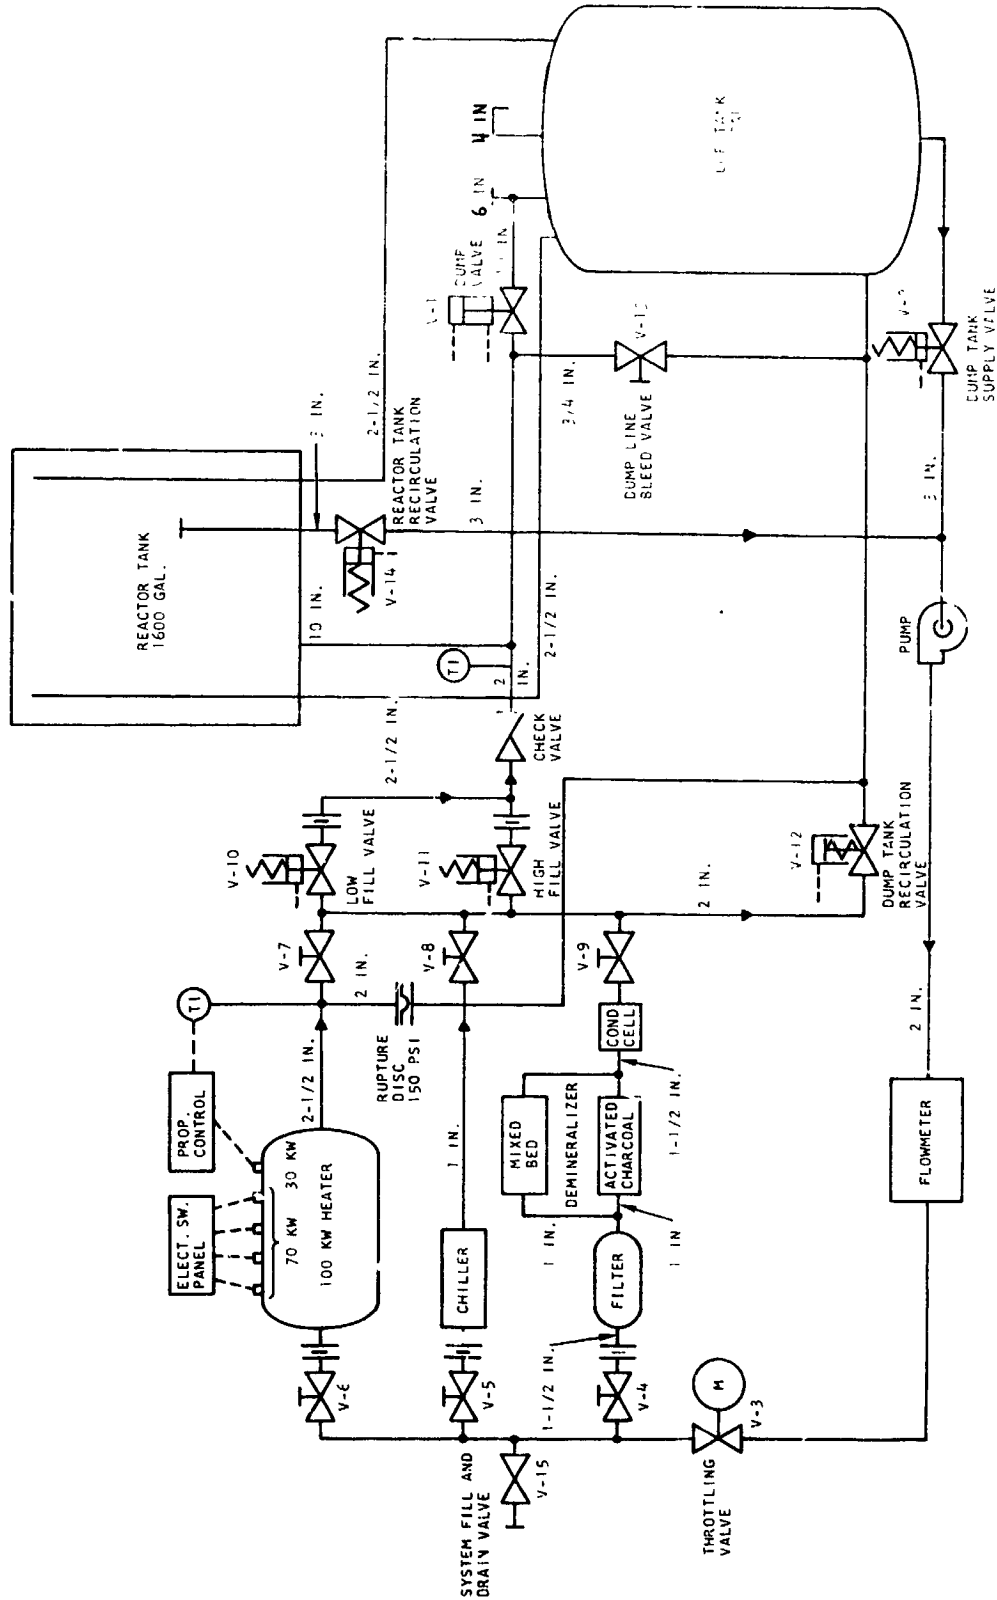 REACTOR TANK
1600 GAL.
10 IN.
3 IN.
2-1/2 IN.
REACTOR TANK
RECIRCULATION
VALVE
V-14
3 IN.
4 IN
6 IN
DUMP
VALVE
TANK
3/4 IN.
DUMP LINE
BLEED VALVE
DUMP TANK
SUPPLY VALVE
3 IN.
2-1/2 IN.
TI
2
IN.
CHECK
VALVE
2-1/2 IN.
PUMP
V-10
LOW
FILL VALVE
V-11
HIGH
FILL VALVE
V-12
DUMP TANK
RECIRCULATION
VALVE
2 IN.
V-7
V-8
V-9
TI
2 IN.
2-1/2 IN.
RUPTURE
DISC
150 PSI
COND
CELL
2 IN.
PROP.
CONTROL
ELECT. SW.
PANEL
30 KW
70 KW
100 KW HEATER
1 IN.
CHILLER
MIXED
BED
DEMINERALIZER
ACTIVATED
CHARCOAL
1-1/2 IN.
1 IN.
1 IN
FILTER
FLOWMETER
V-6
V-5
1-1/2 IN.
V-4
M
V-3
THROTTLING
VALVE
V-15
SYSTEM FILL AND
DRAIN VALVE